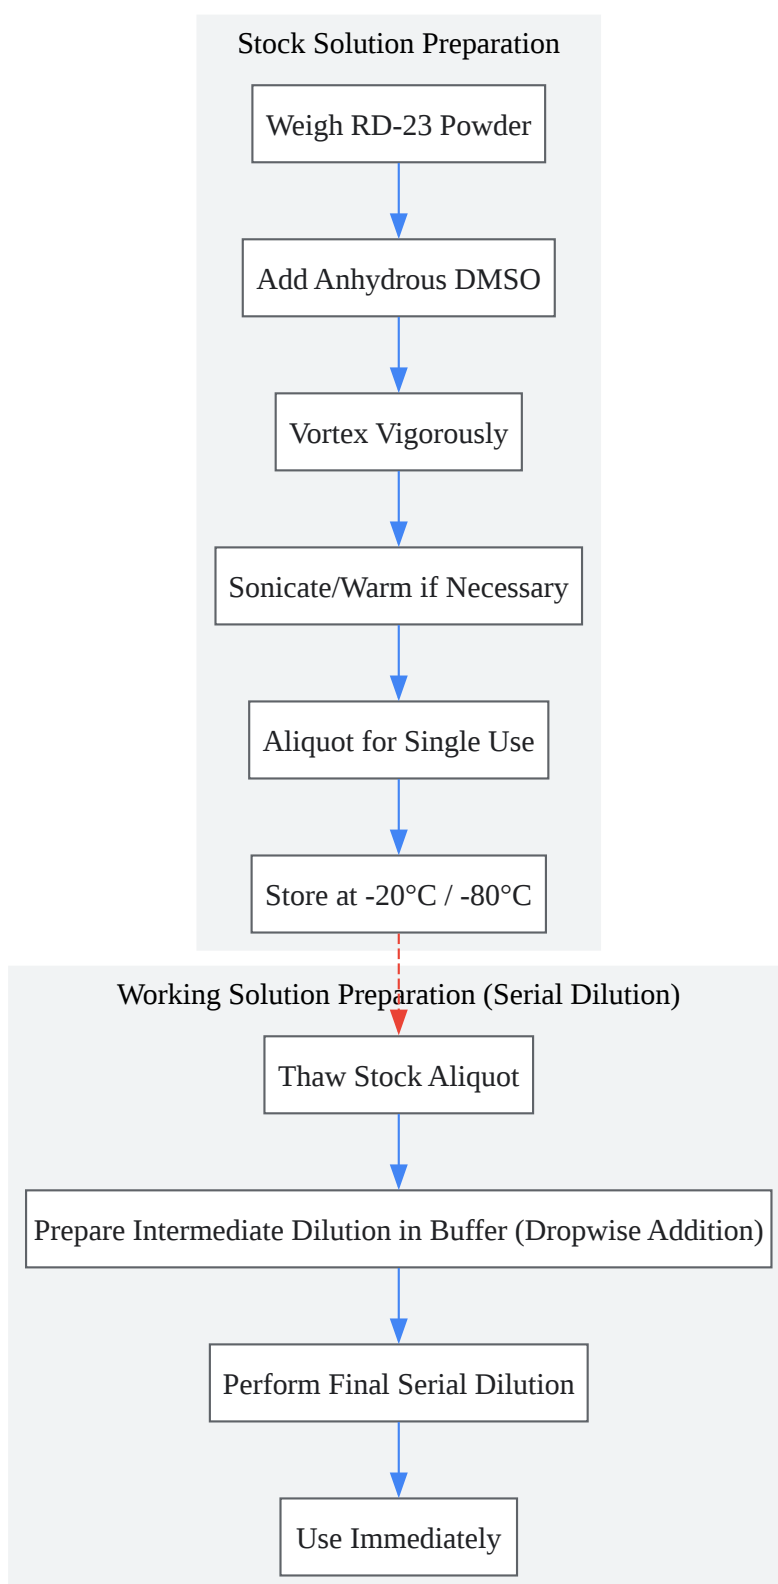 Stock Solution Preparation
Weigh RD-23 Powder
Add Anhydrous DMSO
Vortex Vigorously
Sonicate/Warm if Necessary
Aliquot for Single Use
Store at -20°C / -80°C
Working Solution Preparation (Serial Dilution)
Thaw Stock Aliquot
Prepare Intermediate Dilution in Buffer (Dropwise Addition)
Perform Final Serial Dilution
Use Immediately